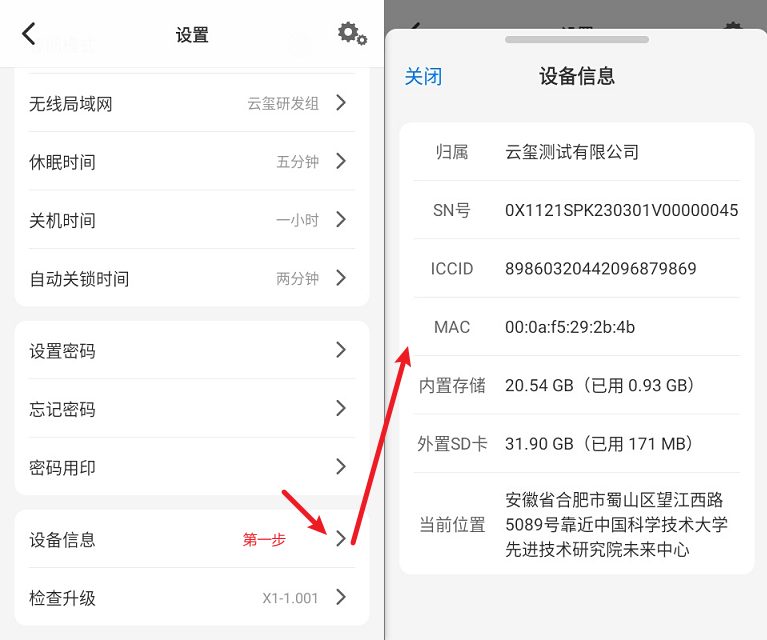 设置
无线局域网 云玺研发组
休眠时间 五分钟
关机时间 一小时
自动关锁时间 两分钟
设置密码
忘记密码
密码用印
设备信息 第一步
检查升级 X1-1.001
关闭 设备信息
归属 云玺测试有限公司
SN号 0X1121SPK230301V00000045
ICCID 89860320442096879869
MAC 00:0a:f5:29:2b:4b
内置存储 20.54 GB（已用 0.93 GB）
外置SD卡 31.90 GB（已用 171 MB）
当前位置 安徽省合肥市蜀山区望江西路
5089号靠近中国科学技术大学
先进技术研究院未来中心